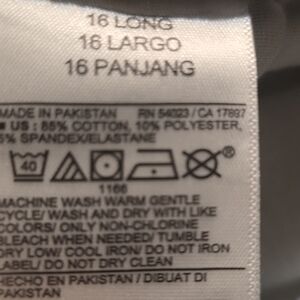 16 LONG
16 LARGO
16 PANJANG
MADE IN PAKISTAN RN 54023 / CA 17897
# US : 85% COTTON, 10% POLYESTER,
5% SPANDEX/ELASTANE
40 ®
1166
MACHINE WASH WARM GENTLE
CYCLE/ WASH AND DRY WITH LIKE
COLORS/ ONLY NON-CHLORINE
BLEACH WHEN NEEDED/ TUMBLE
DRY LOW/ COOL IRON/ DO NOT IRON
LABEL/ DO NOT DRY CLEAN
HECHO EN PAKISTAN / DIBUAT DI
PAKISTAN